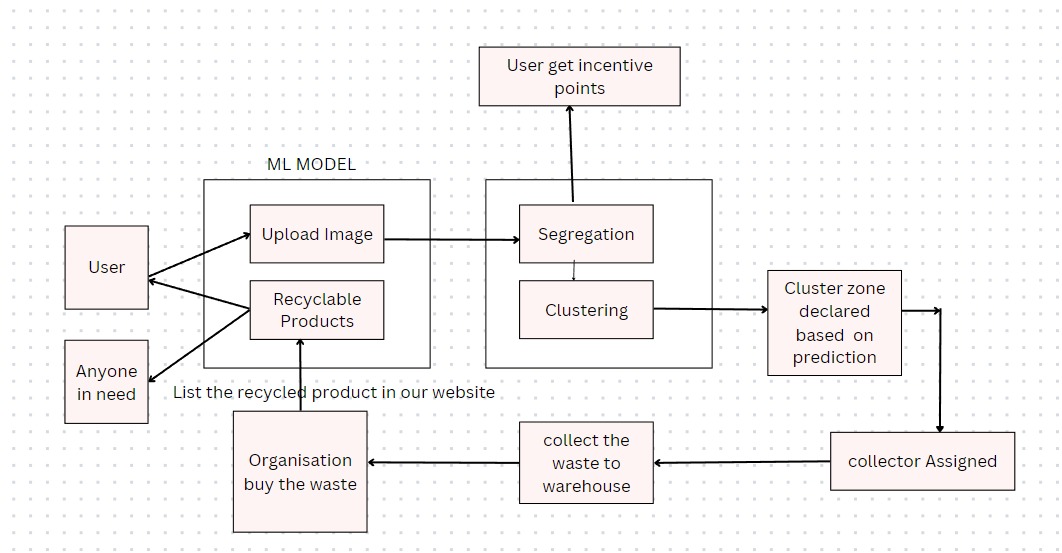 User get incentive
points
ML MODEL
User
Upload Image
Segregation
Recyclable
Products
Clustering
Cluster zone
declared
based on
prediction
Anyone
in need
List the recycled product in our website
Organisation
buy the waste
collect the
waste to
warehouse
collector Assigned